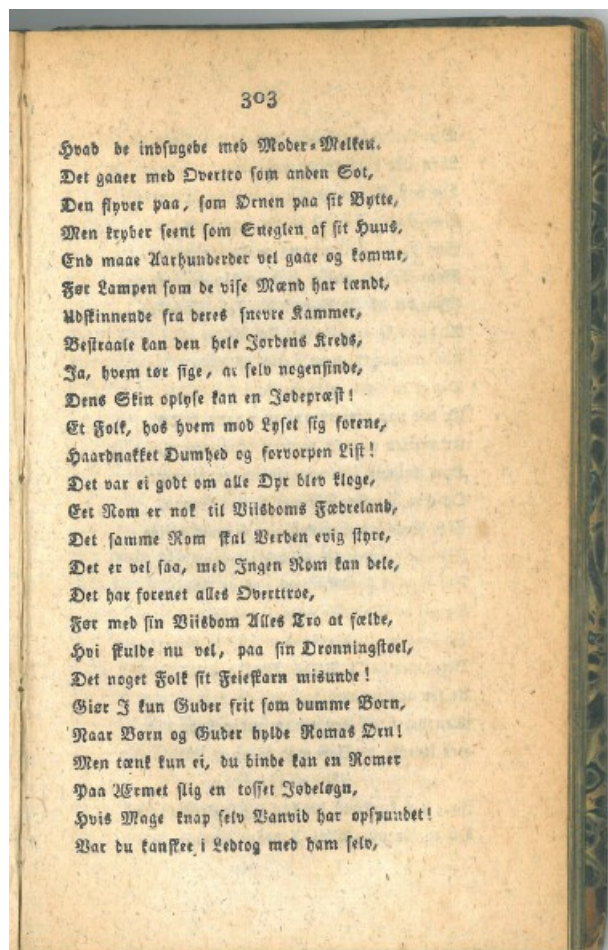 303
Hvad de indsugede med Moder-Melken.
Det gaaer med Overtro som anden Sot,
Den flyver paa, som Ørnen paa sit Bytte,
Men kryber seent som Sneglen af sit Huus,
End maae Aarhunderder vel gaae og komme,
Før Lampen som de vise Mænd har tændt,
Udskinnende fra deres snevre Kammer,
Bestraale kan den hele Jordens Kreds,
Ja, hvem tør sige, at selv nogensinde,
Dens Skin oplyse kan en Jødepræst!
Et Folk, hos hvem mod Lyset sig forene,
Haardnakket Dumhed og forvorpen List!
Det var ei godt om alle Dyr blev kloge,
Eet Rom er nok til Viisdoms Fædreland,
Det samme Rom skal Verden evig styre,
Det er vel saa, med Ingen Rom kan dele,
Det har forenet alles Overtroe,
Før med sin Viisdom Alles Tro at fælde,
Hvi skulde nu vel, paa sin Dronningstoel,
Det noget Folk sit Feieskarn misunde!
Giør I kun Guder frit som dumme Børn,
Naar Børn og Guder hylde Romas Ørn!
Men tænk kun ei, du binde kan en Romer
Paa Ærmet slig en tosset Jødeløgn,
Hvis Mage knap selv Vanvid har opspundet!
Var du kanskee i Ledtog med ham selv,